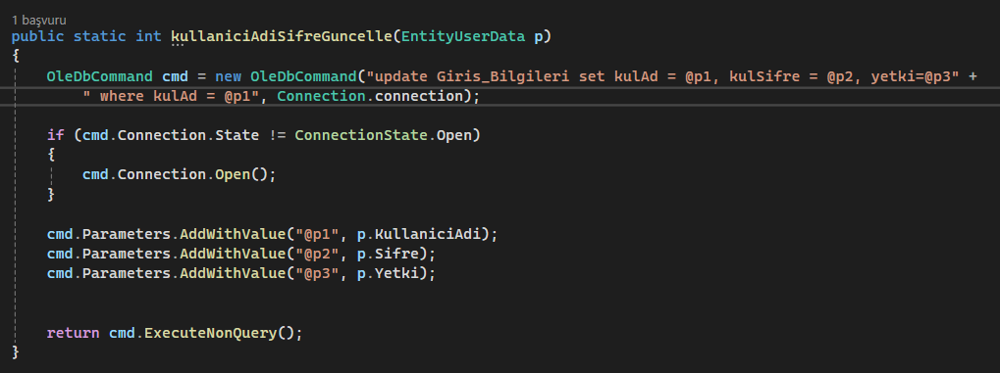 1 başvuru
public static int kullaniciAdiSifreGuncelle(EntityUserData p)
{
OleDbCommand cmd = new OleDbCommand("update Giris_Bilgileri set kulAd = @p1, kulSifre = @p2, yetki=@p3" +
" where kulAd = @p1", Connection.connection);
if (cmd.Connection.State != ConnectionState.Open)
{
cmd.Connection.Open();
}
cmd.Parameters.AddWithValue("@p1", p.KullaniciAdi);
cmd.Parameters.AddWithValue("@p2", p.Sifre);
cmd.Parameters.AddWithValue("@p3", p.Yetki);
return cmd.ExecuteNonQuery();
}